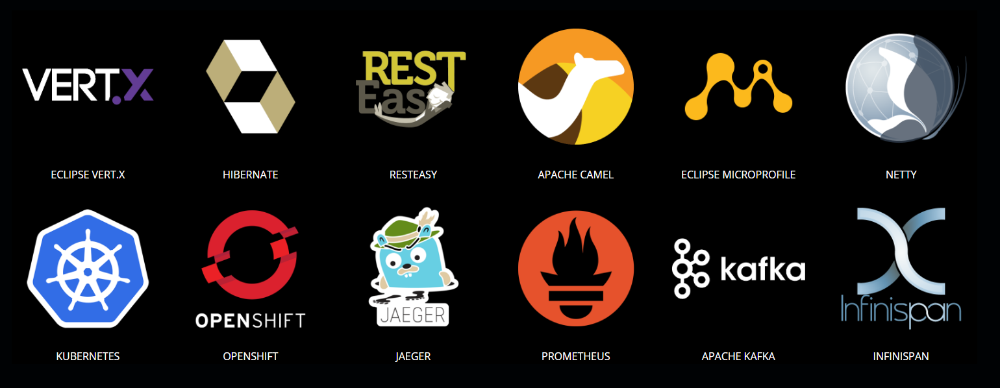 VERT.X
REST
Easy
ECLIPSE VERT.X
HIBERNATE
RESTEASY
APACHE CAMEL
ECLIPSE MICROPROFILE
NETTY
OPENSHIFT
JAEGER
kafka
Infinispan
KUBERNETES
OPENSHIFT
JAEGER
PROMETHEUS
APACHE KAFKA
INFINISPAN